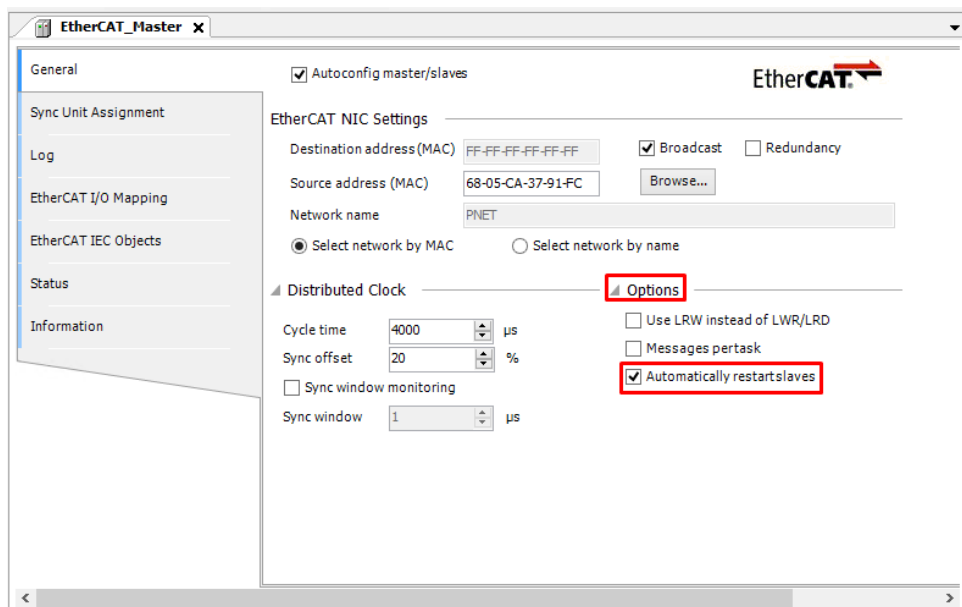 EtherCAT_Master
General
Sync Unit Assignment
Log
EtherCAT I/O Mapping
EtherCAT IEC Objects
Status
Information
Autoconfig master/slaves
EtherCAT.
EtherCAT NIC Settings
Destination address(MAC) FF-FF-FF-FF-FF-FF Broadcast Redundancy
Source address (MAC) 68-05-CA-37-91-FC Browse...
Network name PNET
Select network by MAC Select network by name
Distributed Clock
Cycle time 4000 µs
Sync offset 20 %
Sync window monitoring
Sync window 1 µs
Options
Use LRW instead of LWR/LRD
Messages pertask
Automatically restartslaves